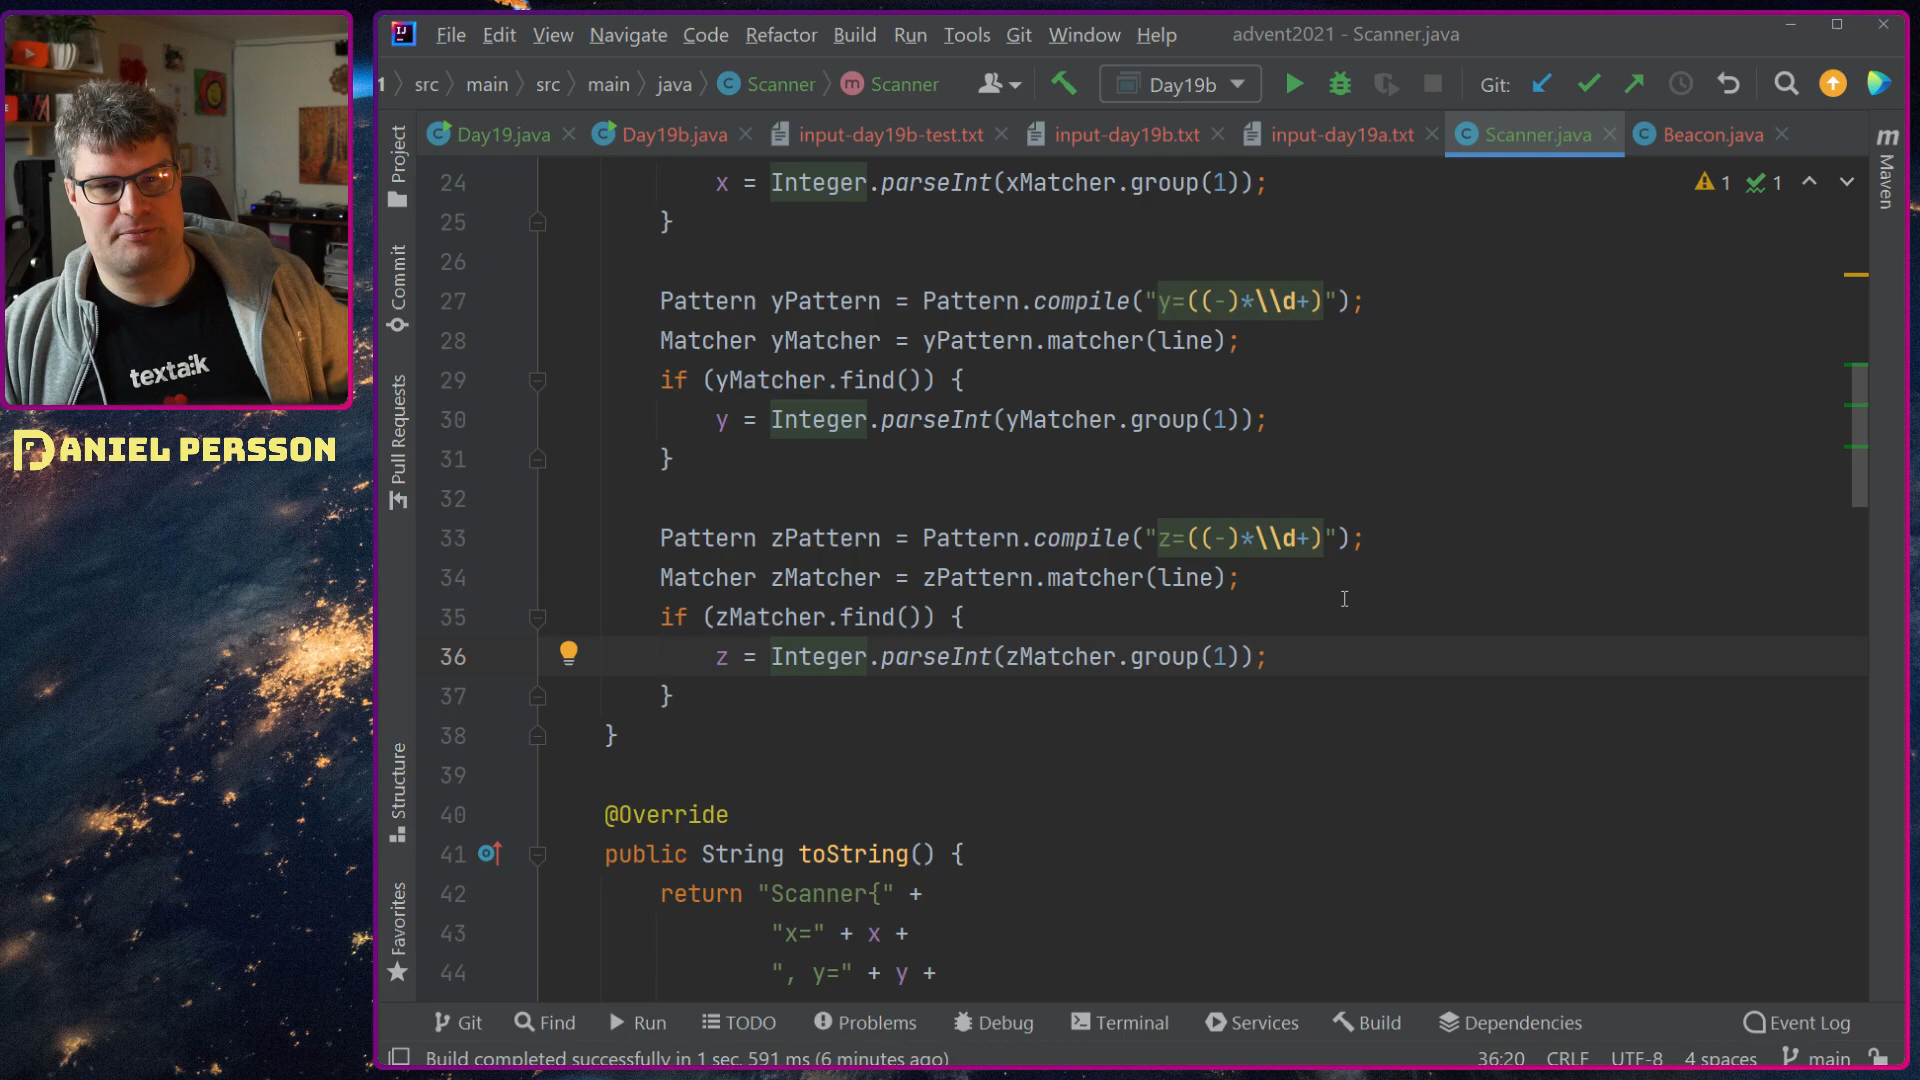 textalk
DANIEL PERSSON
File Edit View Navigate Code Refactor Build Run Tools Git Window Help advent2021 - Scanner.java
1 src main src main java Scanner Scanner Day19b Git:
Day19.java Day19b.java input-day19b-test.txt input-day19b.txt input-day19a.txt Scanner.java Beacon.java
Project
Commit
Pull Requests
Structure
Favorites
Maven
1 1
24 x = Integer.parseInt(xMatcher.group(1));
25 }
26
27 Pattern yPattern = Pattern.compile("y=((-)*\\d+)");
28 Matcher yMatcher = yPattern.matcher(line);
29 if (yMatcher.find()) {
30 y = Integer.parseInt(yMatcher.group(1));
31 }
32
33 Pattern zPattern = Pattern.compile("z=((-)*\\d+)");
34 Matcher zMatcher = zPattern.matcher(line);
35 if (zMatcher.find()) {
36 z = Integer.parseInt(zMatcher.group(1));
37 }
38 }
39
40 @Override
41 public String toString() {
42 return "Scanner{" +
43 "x=" + x +
44 ", y=" + y +
Git Find Run TODO Problems Debug Terminal Services Build Dependencies Event Log
Build completed successfully in 1 sec, 591 ms (6 minutes ago) 36:20 CRLF UTF-8 4 spaces main